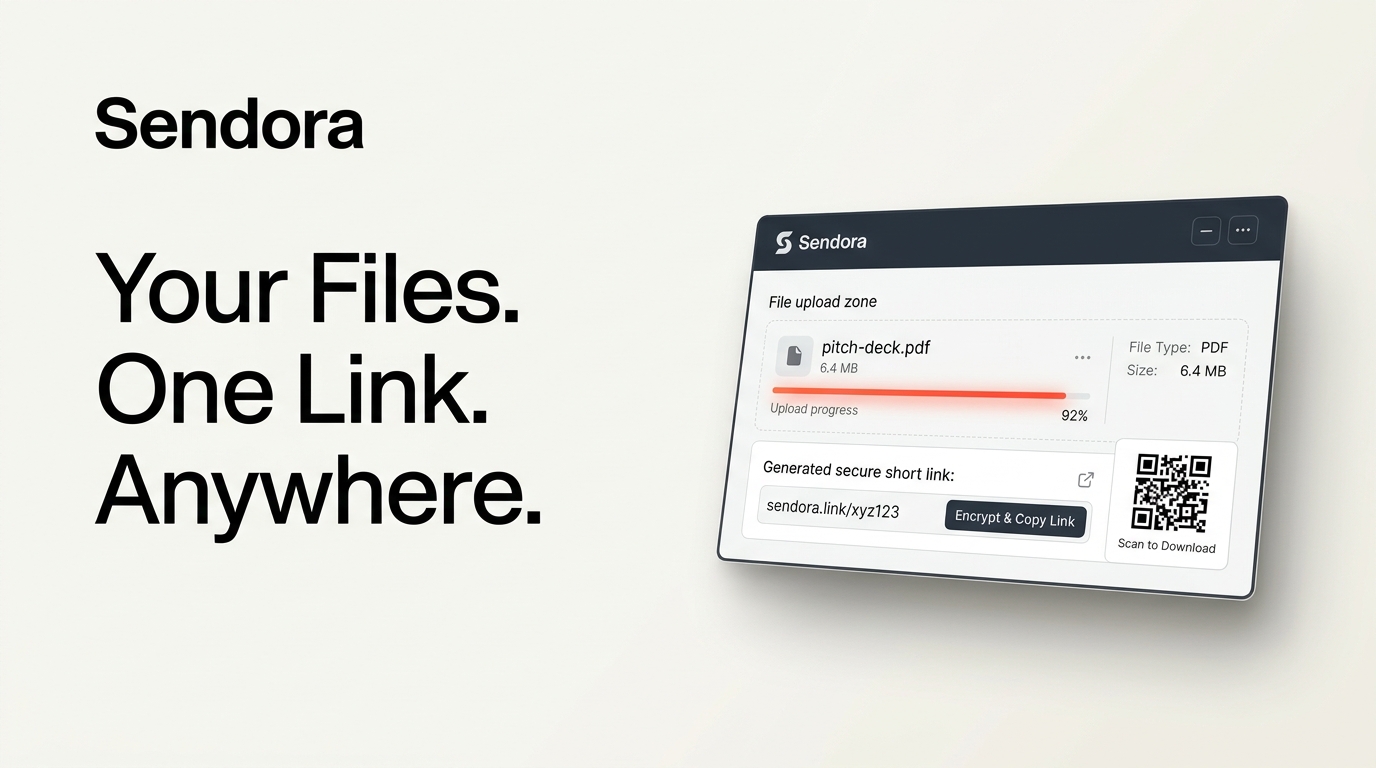 Sendora
Your Files.
One Link.
Anywhere.
Sendora
File upload zone
pitch-deck.pdf
6.4 MB
Upload progress
92%
File Type: PDF
Size: 6.4 MB
Generated secure short link:
sendora.link/xyz123
Encrypt & Copy Link
Scan to Download